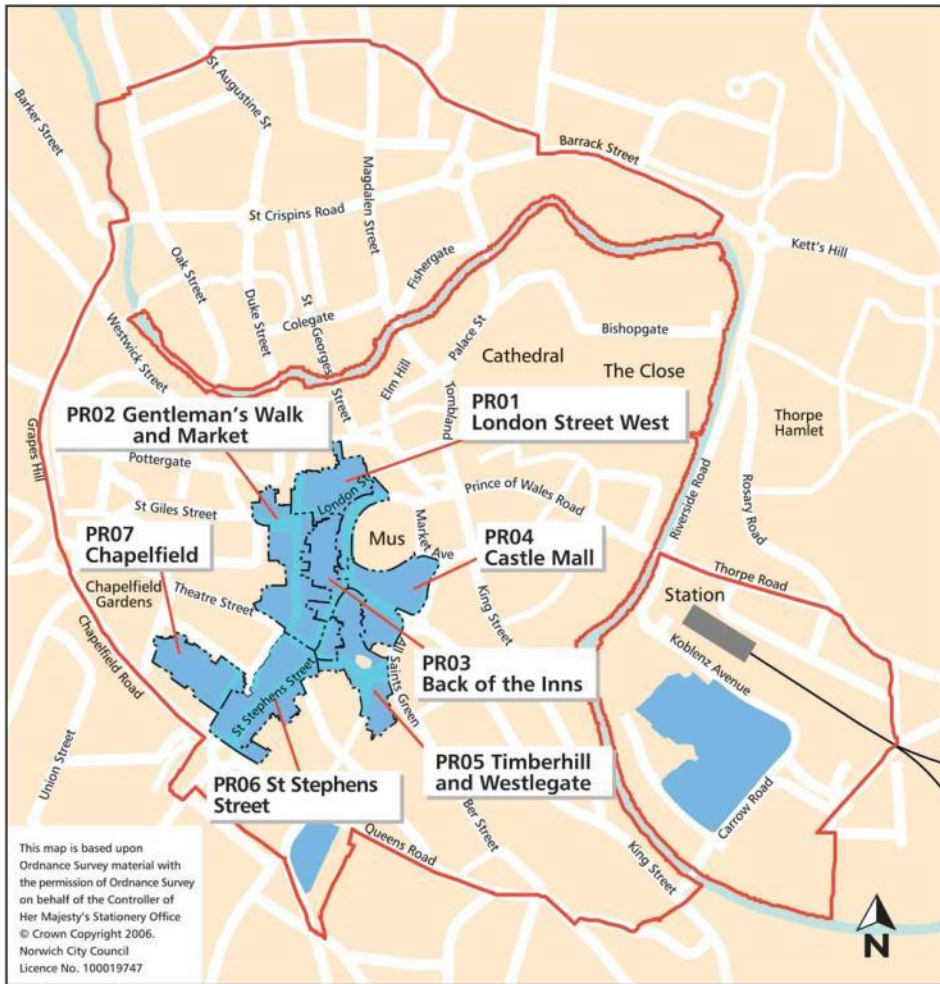 St Augustine St
Barker Street
Magdalen Street
Barrack Street
St Crispins Road
Kett's Hill
Oak Street
Duke Street
St Georges
Street
Fishergate
Colegate
Westwick Street
Elm Hill
Palace St
Bishopgate
Cathedral
The Close
Tombland
PR02 Gentleman's Walk
and Market
PR01
London Street West
Thorpe
Hamlet
Grapes Hill
Pottergate
London St
Prince of Wales Road
Riverside Road
Rosary Road
St Giles Street
Mus
Market Ave
PR07
Chapelfield
PR04
Castle Mall
Thorpe Road
Chapelfield
Gardens
Theatre Street
King Street
Station
Koblenz Avenue
Chapelfield Road
All Saints Green
PR03
Back of the Inns
St Stephens Street
Union Street
PR06 St Stephens
Street
PR05 Timberhill
and Westlegate
Carrow Road
Ber Street
Queens Road
King Street
This map is based upon
Ordnance Survey material with
the permission of Ordnance Survey
on behalf of the Controller of
Her Majesty's Stationery Office
© Crown Copyright 2006.
Norwich City Council
Licence No. 100019747
N